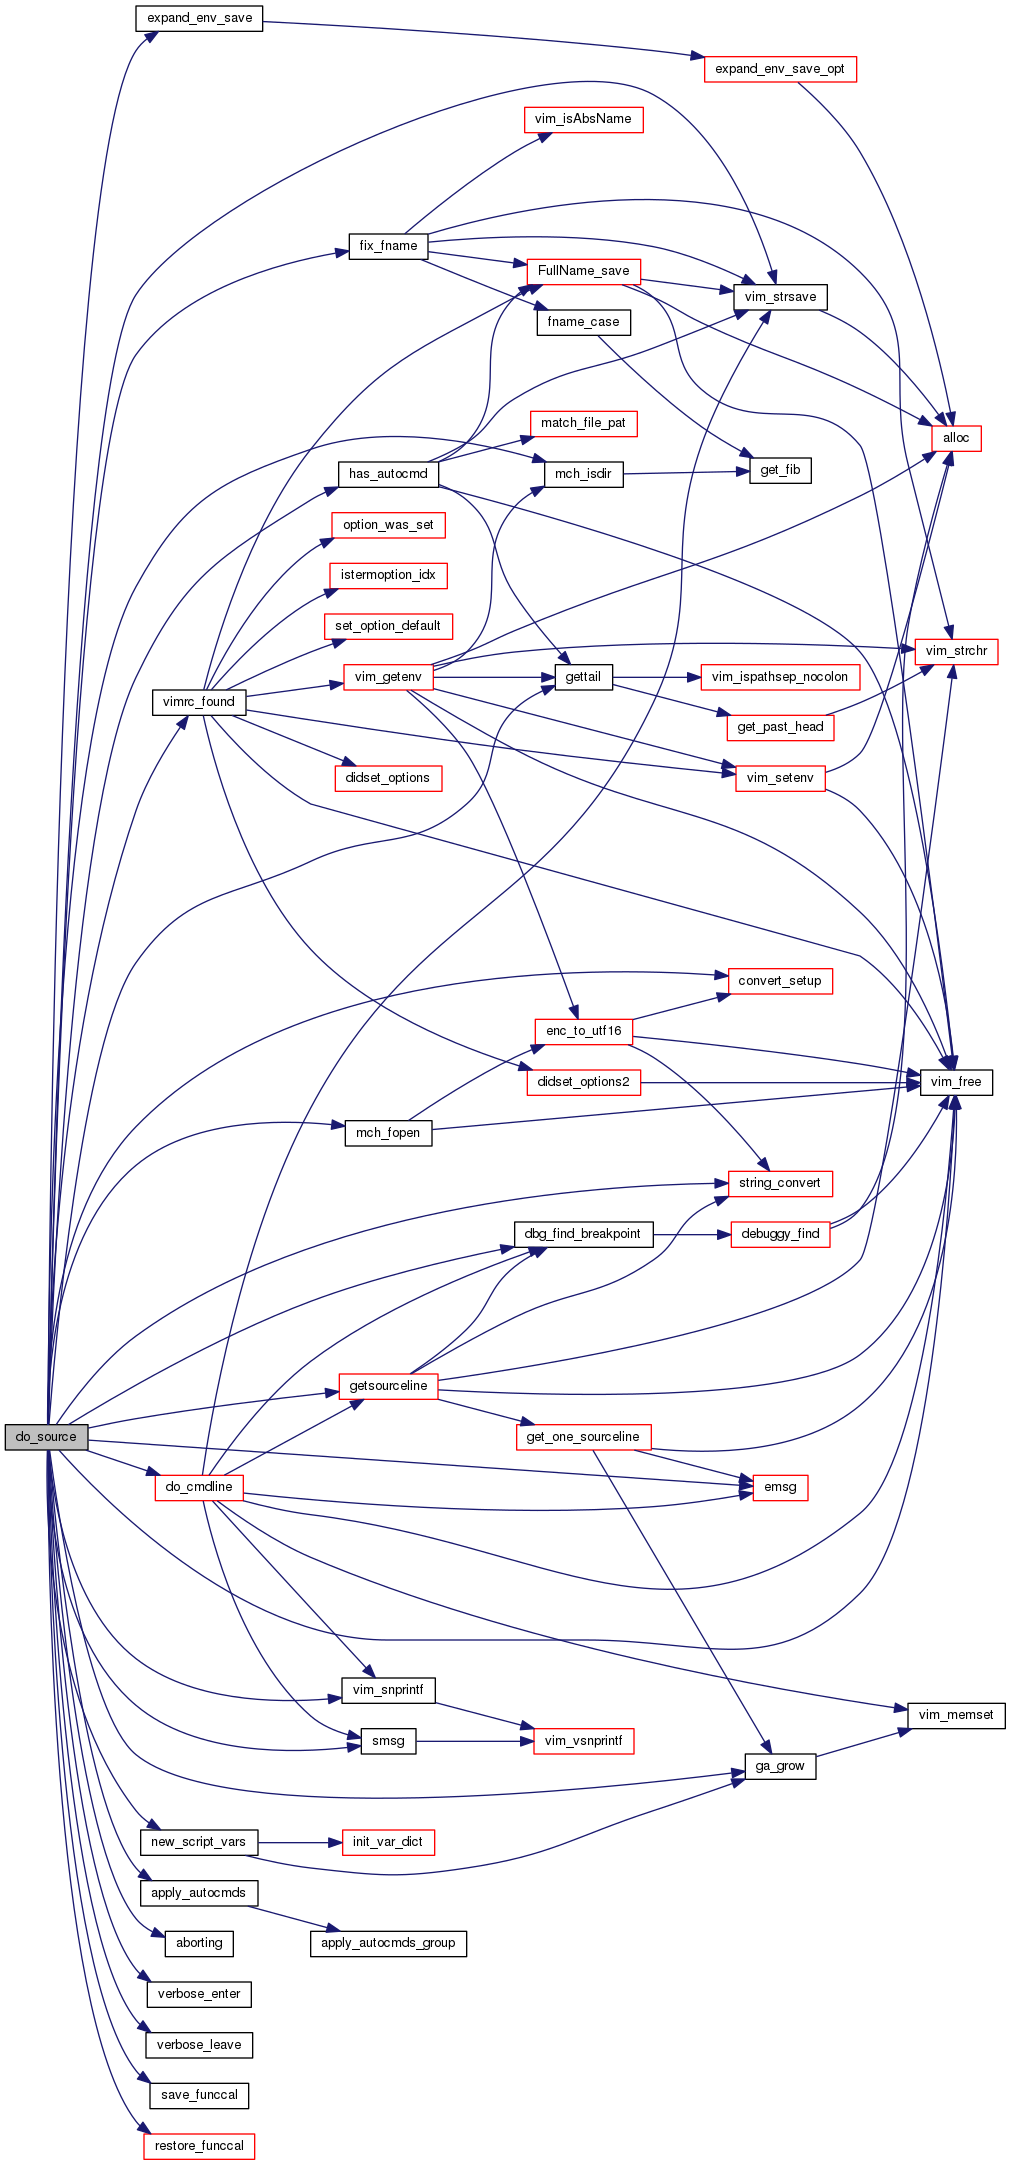 expand_env_save
expand_env_save_opt
vim_isAbsName
fix_fname
FullName_save
vim_strsave
fname_case
match_file_pat
alloc
has_autocmd
mch_isdir
get_fib
option_was_set
istermoption_idx
set_option_default
vim_strchr
vim_getenv
gettail
vim_ispathsep_nocolon
vimrc_found
get_past_head
didset_options
vim_setenv
convert_setup
enc_to_utf16
didset_options2
vim_free
mch_fopen
string_convert
dbg_find_breakpoint
debuggy_find
getsourceline
do_source
get_one_sourceline
do_cmdline
emsg
vim_snprintf
vim_memset
smsg
vim_vsnprintf
ga_grow
new_script_vars
init_var_dict
apply_autocmds
aborting
apply_autocmds_group
verbose_enter
verbose_leave
save_funccal
restore_funccal